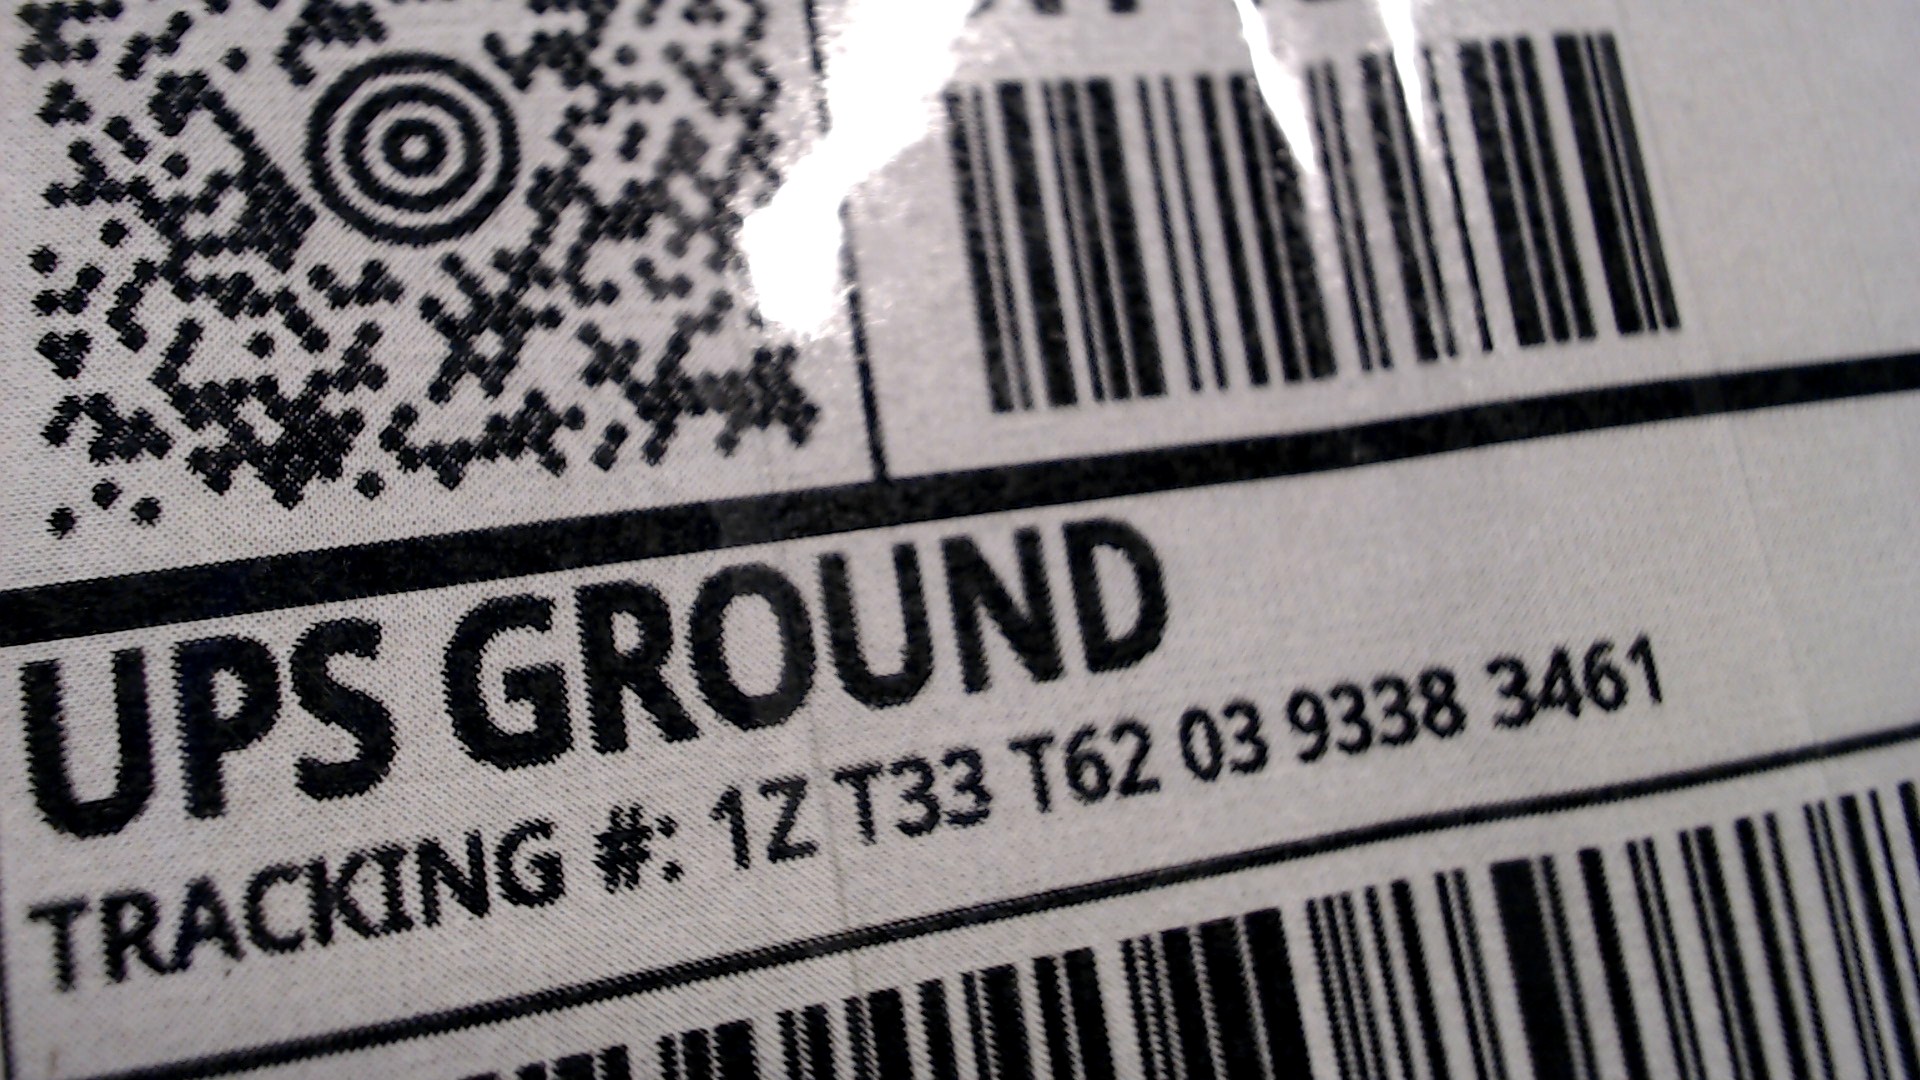 UPS GROUND
TRACKING #: 1Z T33 T62 03 9338 3461